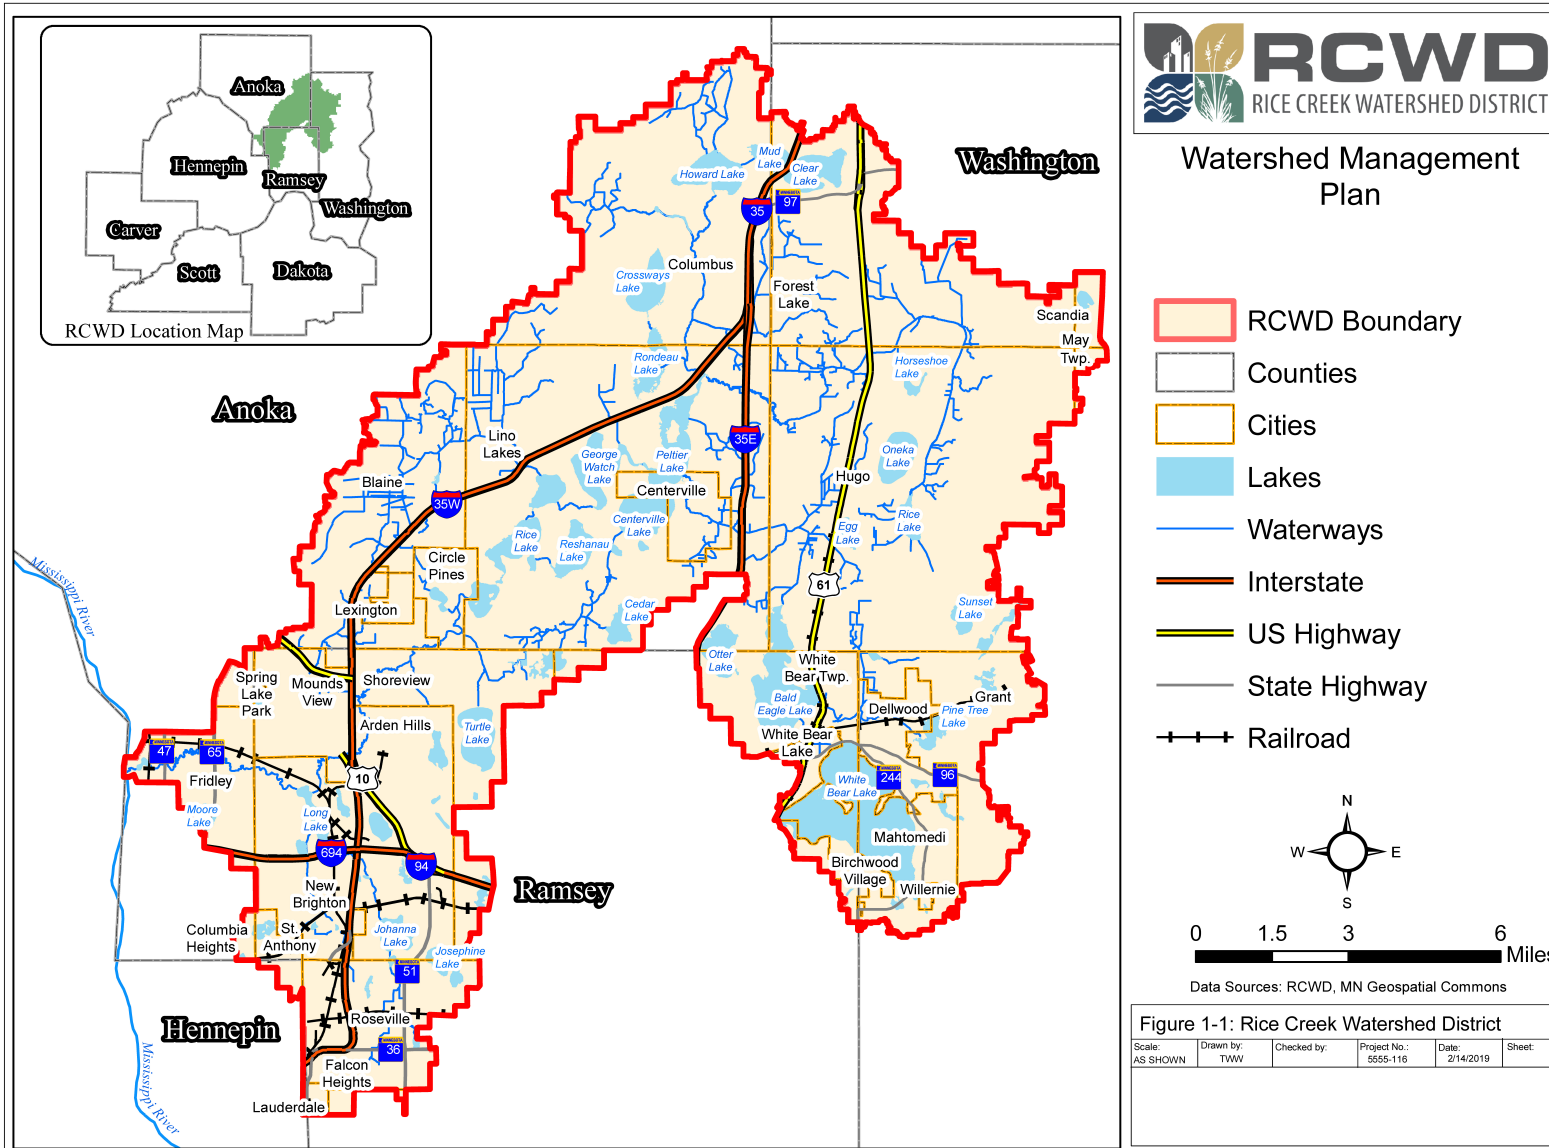 RCWD
RICE CREEK WATERSHED DISTRICT
Watershed Management
Plan
RCWD Boundary
Counties
Cities
Lakes
Waterways
Interstate
US Highway
State Highway
Railroad
N
W
E
S
0
1.5
3
6
Miles
Data Sources: RCWD, MN Geospatial Commons
Figure 1-1: Rice Creek Watershed District
Scale:
AS SHOWN
Drawn by:
TWW
Checked by:
Project No.:
5555-116
Date:
2/14/2019
Sheet:
Anoka
Hennepin
Ramsey
Washington
Carver
Scott
Dakota
RCWD Location Map
Washington
Anoka
Ramsey
Hennepin
Mississippi River
Mississippi River
Mud
Lake
Clear
Lake
Howard Lake
35
MINNESOTA
97
Columbus
Crossways
Lake
Forest
Lake
Scandia
May
Twp.
Rondeau
Lake
Horseshoe
Lake
Lino
Lakes
35E
George
Watch
Lake
Peltier
Lake
Oneka
Lake
Blaine
Centerville
Hugo
35W
Centerville
Lake
Rice
Lake
Egg
Lake
Rice
Lake
Reshanau
Lake
Circle
Pines
61
Lexington
Cedar
Lake
Sunset
Lake
Otter
Lake
White
Bear Twp.
Spring
Lake
Park
Mounds
View
Shoreview
Bald
Eagle Lake
Grant
Dellwood
Pine Tree
Lake
Arden Hills
Turtle
Lake
White Bear
Lake
MINNESOTA
47
MINNESOTA
65
Fridley
10
White
Bear Lake
MINNESOTA
244
MINNESOTA
96
Moore
Lake
Long
Lake
Mahtomedi
694
94
Birchwood
Village
Willernie
New
Brighton
Columbia
Heights
St.
Anthony
Johanna
Lake
Josephine
Lake
MINNESOTA
51
Roseville
MINNESOTA
36
Falcon
Heights
Lauderdale